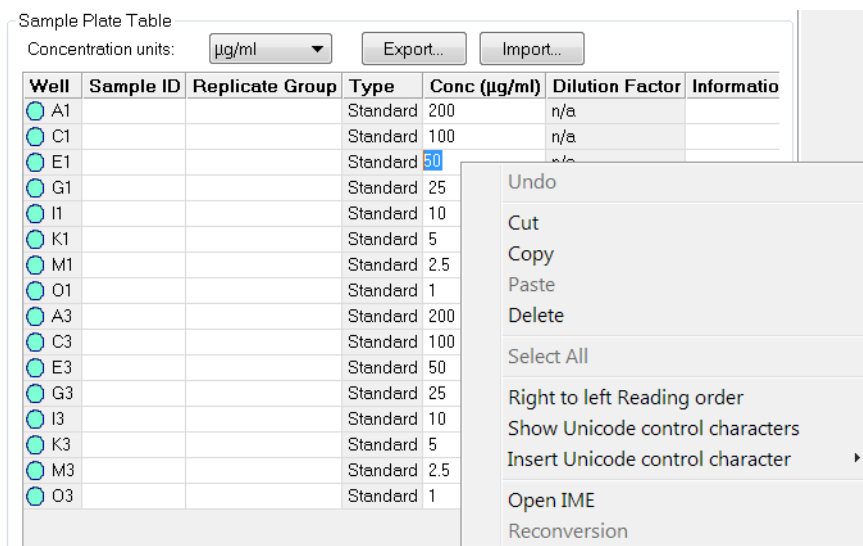 Sample Plate Table
Concentration units: µg/ml Export... Import...
Well Sample ID Replicate Group Type Conc (µg/ml) Dilution Factor Informatio
A1 Standard 200 n/a
C1 Standard 100 n/a
E1 Standard 50 n/a
G1 Standard 25
I1 Standard 10
K1 Standard 5
M1 Standard 2.5
O1 Standard 1
A3 Standard 200
C3 Standard 100
E3 Standard 50
G3 Standard 25
I3 Standard 10
K3 Standard 5
M3 Standard 2.5
O3 Standard 1
Undo
Cut
Copy
Paste
Delete
Select All
Right to left Reading order
Show Unicode control characters
Insert Unicode control character
Open IME
Reconversion